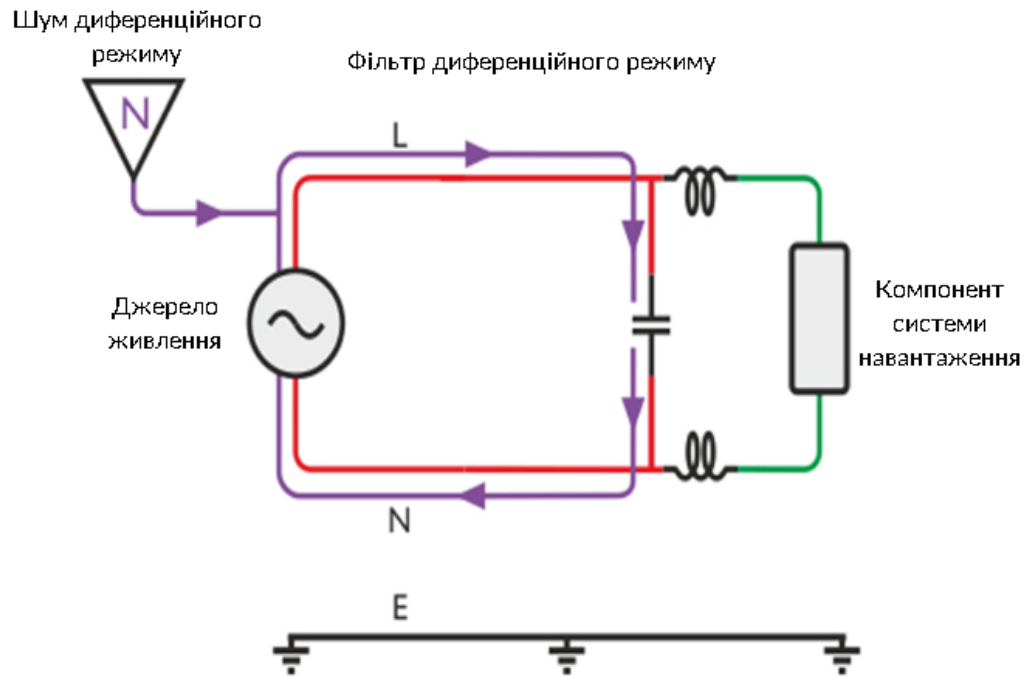 Шум диференційного
режиму
Фільтр диференційного режиму
N
L
Джерело
живлення
Компонент
системи
навантаження
N
E